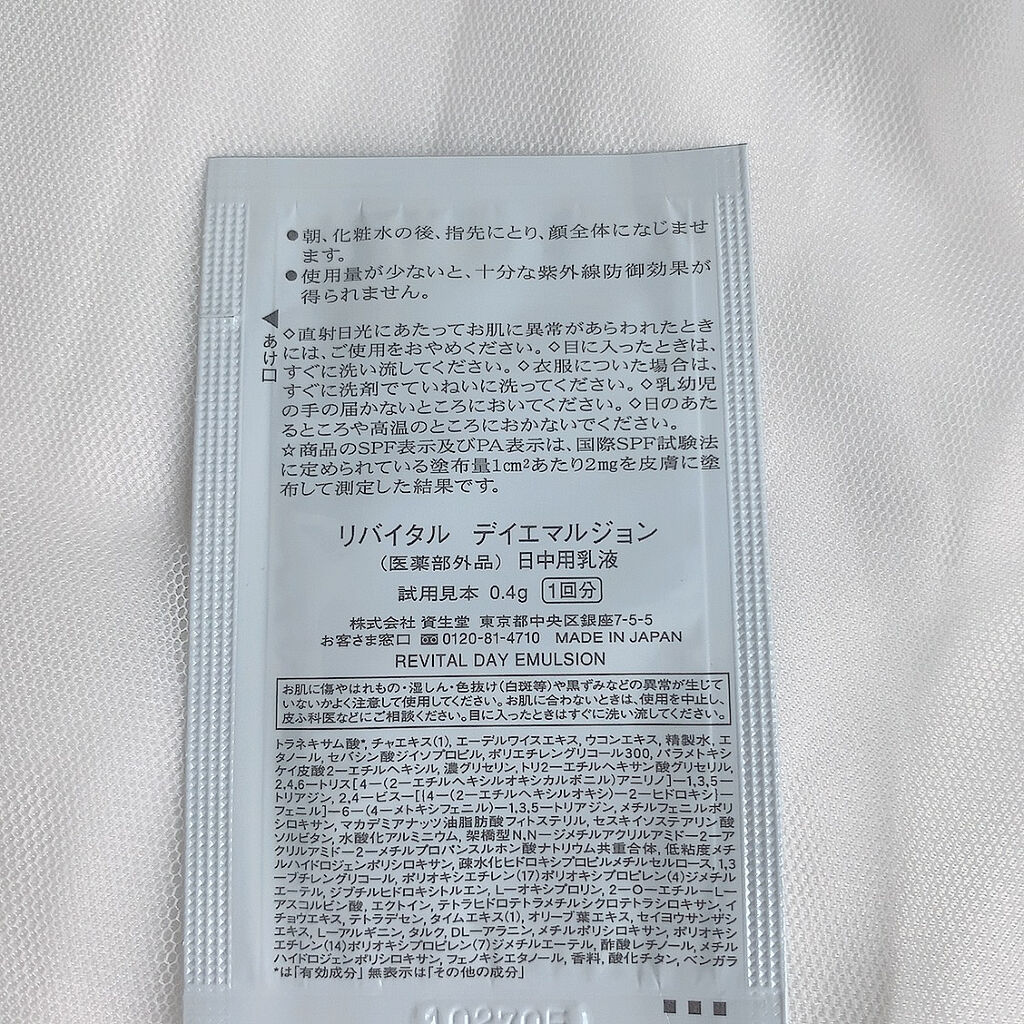 ●朝、化粧水の後、指先にとり、顔全体になじませ
ます。
●使用量が少ないと、十分な紫外線防御効果が
得られません。
◀あけ口
◇直射日光にあたってお肌に異常があらわれたとき
には、ご使用をおやめください。◇目に入ったときは、
すぐに洗い流してください。◇衣服についた場合は、
すぐに洗剤でていねいに洗ってください。◇乳幼児
の手の届かないところにおいてください。◇日のあた
るところや高温のところにおかないでください。
☆商品のSPF表示及びPA表示は、国際SPF試験法
に定められている塗布量1cm²あたり2mgを皮膚に塗
布して測定した結果です。
リバイタル デイエマルジョン
(医薬部外品) 日中用乳液
試用見本 0.4g 1回分
株式会社 資生堂 東京都中央区銀座7-5-5
お客さま窓口 0120-81-4710 MADE IN JAPAN
REVITAL DAY EMULSION
お肌に傷やはれもの・湿しん・色抜け(白斑等)や黒ずみなどの異常が生じて
いないかよく注意して使用してください。お肌に合わないときは、使用を中止し、
皮ふ科医などにご相談ください。目に入ったときはすぐに洗い流してください。
トラネキサム酸*, チャエキス(1), エーデルワイスエキス, ウコンエキス, 精製水, エ
タノール, セバシン酸ジイソプロピル, ポリエチレングリコール300, パラメトキシ
ケイ皮酸2ーエチルヘキシル, 濃グリセリン, トリ2ーエチルヘキサン酸グリセリル,
2,4,6ートリス[4ー(2ーエチルヘキシルオキシカルボニル)アニリノ]ー1,3,5ー
トリアジン, 2,4ービスー[{4ー(2ーエチルヘキシルオキシ)ー2ーヒドロキシ}ー
フェニル]ー6ー(4ーメトキシフェニル)ー1,3,5ートリアジン, メチルフェニルポリ
シロキサン, マカデミアナッツ油脂肪酸フィトステリル, セスキイソステアリン酸
ソルビタン, 水酸化アルミニウム, 架橋型N,Nージメチルアクリルアミドー2ーア
クリルアミドー2ーメチルプロパンスルホン酸ナトリウム共重合体, 低粘度メチ
ルハイドロジェンポリシロキサン, 疎水化ヒドロキシプロピルメチルセルロース, 1,3
ーブチレングリコール, ポリオキシエチレン(17)ポリオキシプロピレン(4)ジメチル
エーテル, ジブチルヒドロキシトルエン, Lーオキシプロリン, 2ーOーエチルーLー
アスコルビン酸, エクトイン, テトラヒドロテトラメチルシクロテトラシロキサン, イ
チョウエキス, テトラデセン, タイムエキス(1), オリーブ葉エキス, セイヨウサンザシ
エキス, Lーアルギニン, タルク, DLーアラニン, メチルポリシロキサン, ポリオキシ
エチレン(14)ポリオキシプロピレン(7)ジメチルエーテル, 酢酸レチノール, メチル
ハイドロジェンポリシロキサン, フェノキシエタノール, 香料, 酸化チタン, ベンガラ
*は「有効成分」 無表示は「その他の成分」